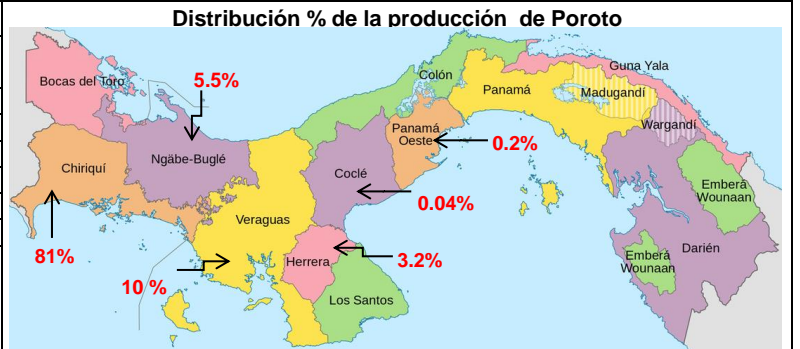 Distribución % de la producción de Poroto
Bocas del Toro
5.5%
Colón
Guna Yala
Panamá
Madugandí
Wargandí
Panamá
Oeste
0.2%
Ngäbe-Buglé
Chiriquí
Coclé
0.04%
Emberá
Wounaan
Veraguas
81%
10 %
Herrera
3.2%
Emberá
Wounaan
Darién
Los Santos